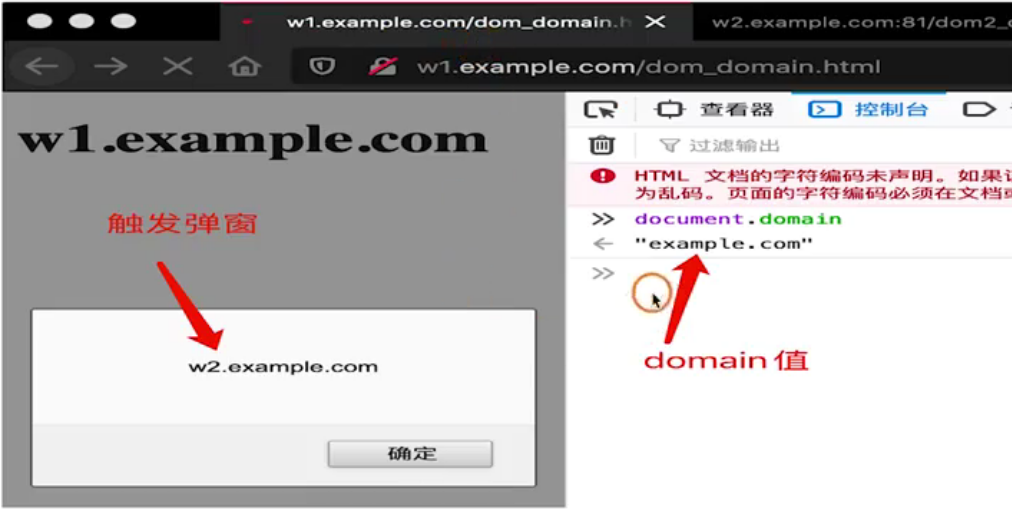 w1.example.com/dom_domain.h
w2.example.com:81/dom2_
w1.example.com/dom_domain.html
w1.example.com
触发弹窗
w2.example.com
确定
查看器
控制台
过滤输出
HTML 文档的字符编码未声明。如果
为乱码。页面的字符编码必须在文档
document.domain
"example.com"
domain 值